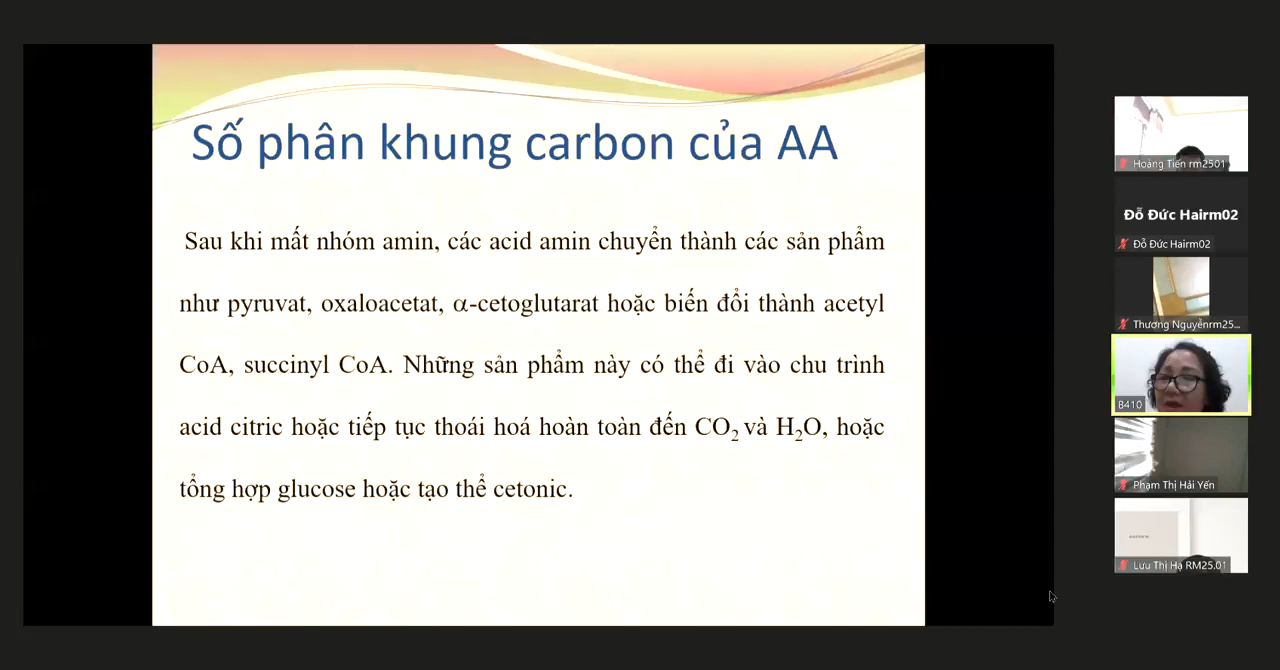 Số phân khung carbon của AA
Sau khi mất nhóm amin, các acid amin chuyển thành các sản phẩm
như pyruvat, oxaloacetat, α-cetoglutarat hoặc biến đổi thành acetyl
CoA, succinyl CoA. Những sản phẩm này có thể đi vào chu trình
acid citric hoặc tiếp tục thoái hoá hoàn toàn đến CO₂ và H₂O, hoặc
tổng hợp glucose hoặc tạo thể cetonic.
Hoàng Tiến rm2501
Đỗ Đức Hairm02
Đỗ Đức Hairm02
Thương Nguyễnrm25...
B410
Phạm Thị Hải Yến
Lưu Thị Hạ RM25.01